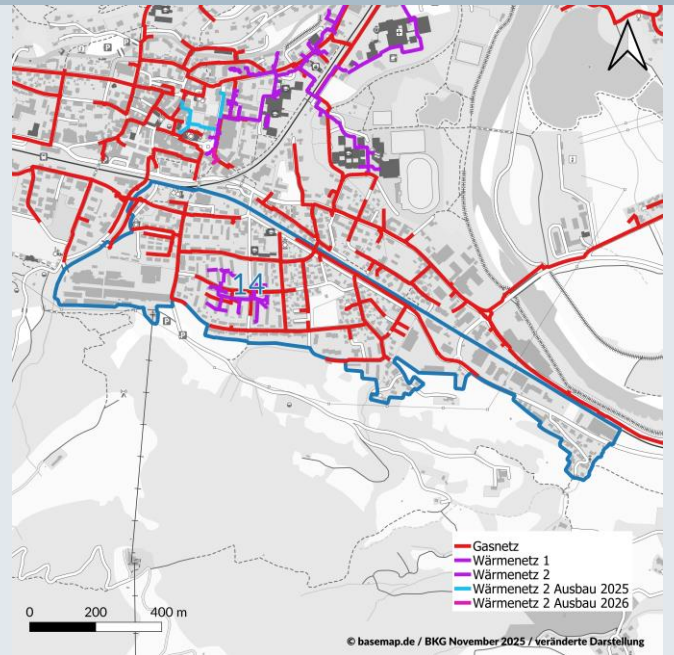 14
Gasnetz
Wärmenetz 1
Wärmenetz 2
Wärmenetz 2 Ausbau 2025
Wärmenetz 2 Ausbau 2026
0 200 400 m
© basemap.de / BKG November 2025 / veränderte Darstellung